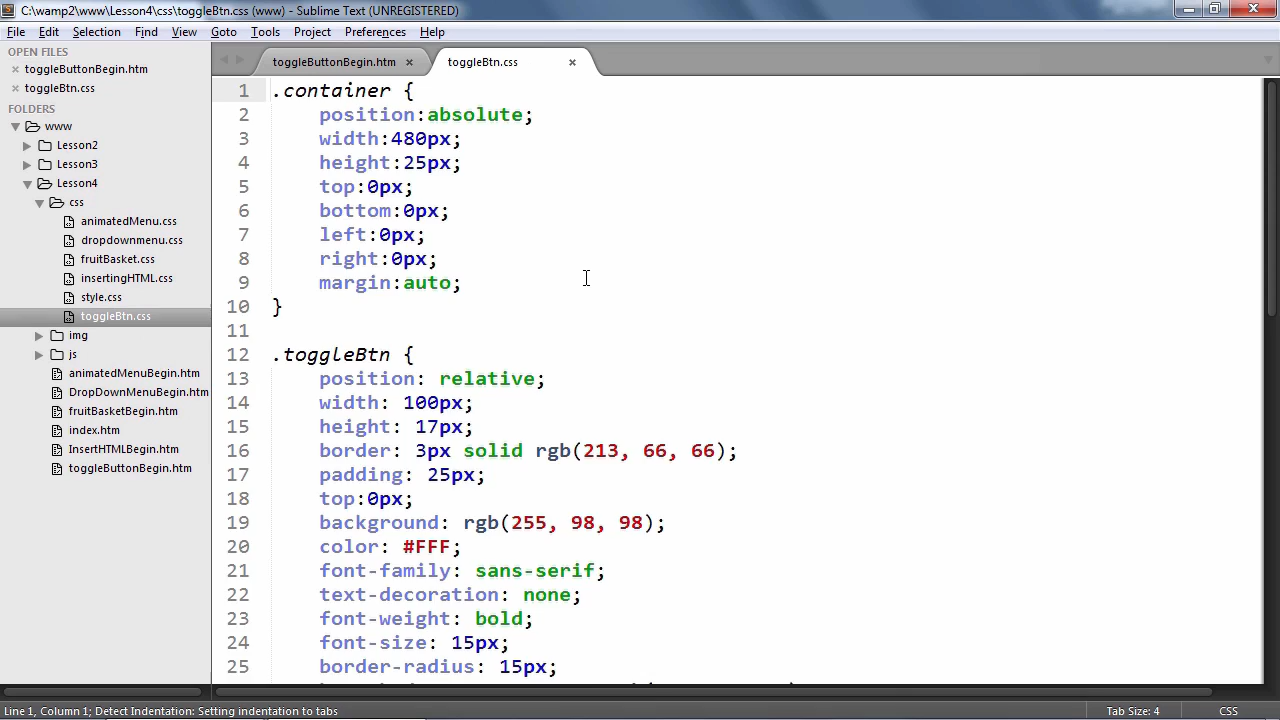 C:\wamp2\www\Lesson4\css\toggleBtn.css (www) - Sublime Text (UNREGISTERED)
File Edit Selection Find View Goto Tools Project Preferences Help
OPEN FILES
toggleButtonBegin.htm
toggleBtn.css
FOLDERS
www
Lesson2
Lesson3
Lesson4
css
animatedMenu.css
dropdownmenu.css
fruitBasket.css
insertingHTML.css
style.css
toggleBtn.css
img
js
animatedMenuBegin.htm
DropDownMenuBegin.htm
fruitBasketBegin.htm
index.htm
InsertHTMLBegin.htm
toggleButtonBegin.htm
toggleButtonBegin.htm toggleBtn.css
1 .container {
2 position:absolute;
3 width:480px;
4 height:25px;
5 top:0px;
6 bottom:0px;
7 left:0px;
8 right:0px;
9 margin:auto;
10 }
11
12 .toggleBtn {
13 position: relative;
14 width: 100px;
15 height: 17px;
16 border: 3px solid rgb(213, 66, 66);
17 padding: 25px;
18 top:0px;
19 background: rgb(255, 98, 98);
20 color: #FFF;
21 font-family: sans-serif;
22 text-decoration: none;
23 font-weight: bold;
24 font-size: 15px;
25 border-radius: 15px;
Line 1, Column 1; Detect Indentation: Setting indentation to tabs Tab Size: 4 CSS